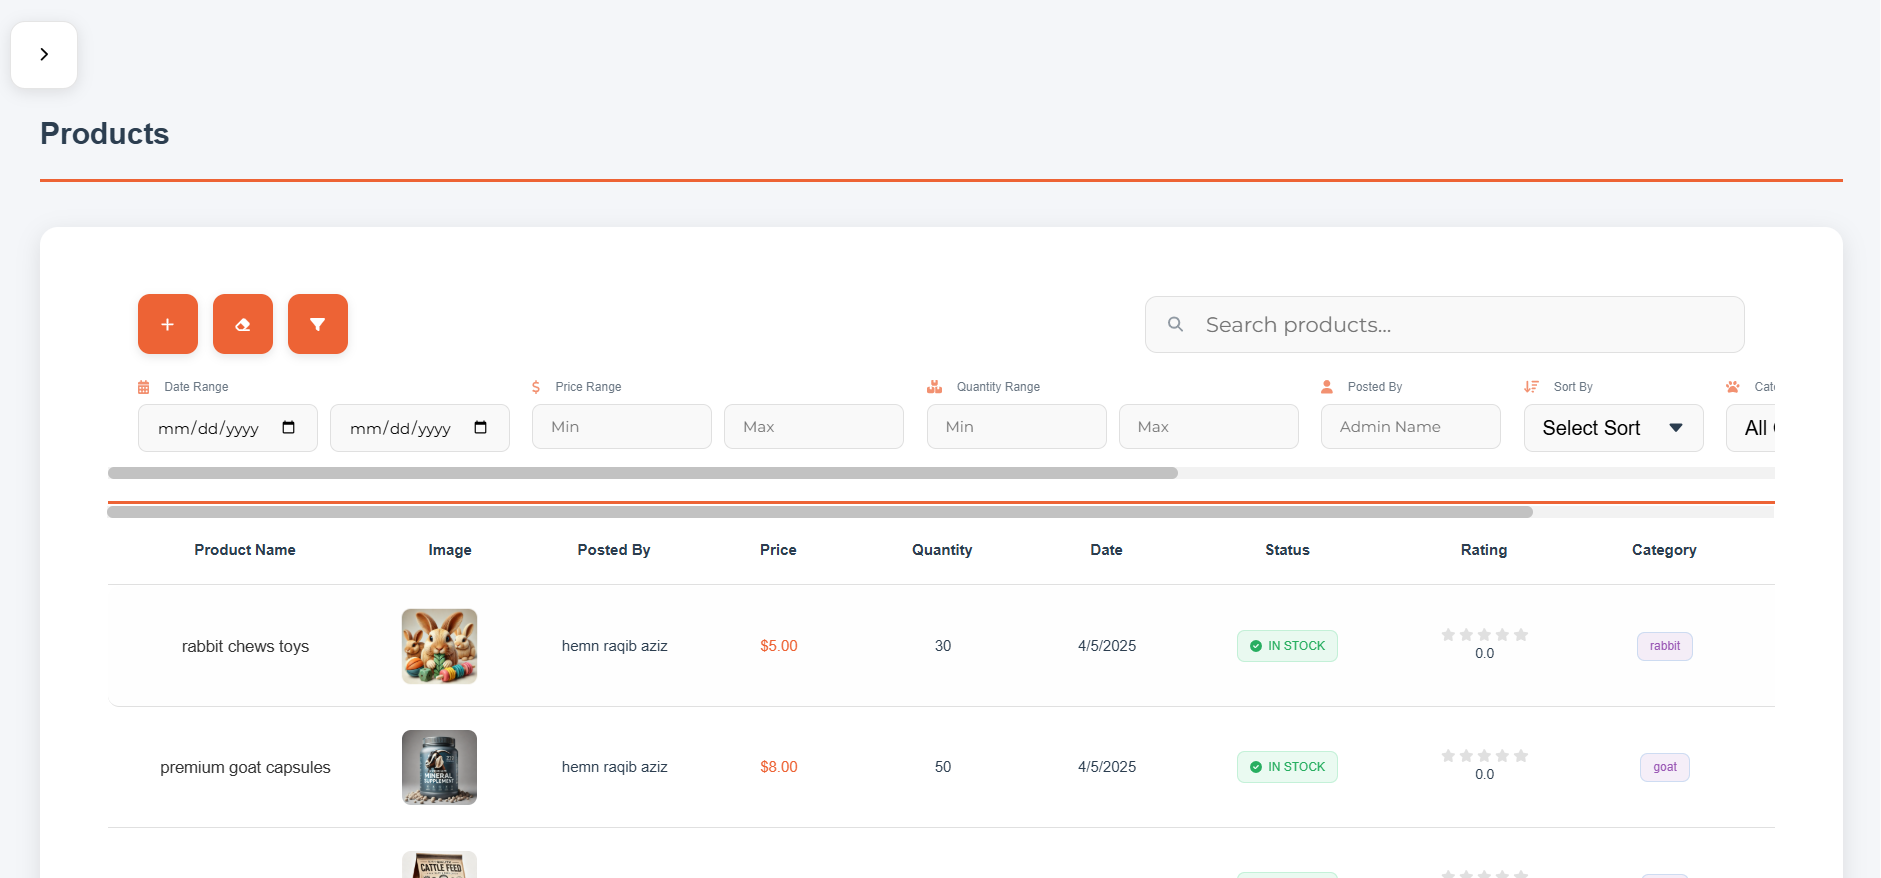 Products
+
Search products...
Date Range
$ Price Range
Quantity Range
Posted By
Sort By
Cate
mm/dd/yyyy
mm/dd/yyyy
Min
Max
Min
Max
Admin Name
Select Sort
All
Product Name
Image
Posted By
Price
Quantity
Date
Status
Rating
Category
rabbit chews toys
hemn raqib aziz
$5.00
30
4/5/2025
IN STOCK
0.0
rabbit
premium goat capsules
MINERAL
SUPPLEMENT
hemn raqib aziz
$8.00
50
4/5/2025
IN STOCK
0.0
goat
CATTLE FEED